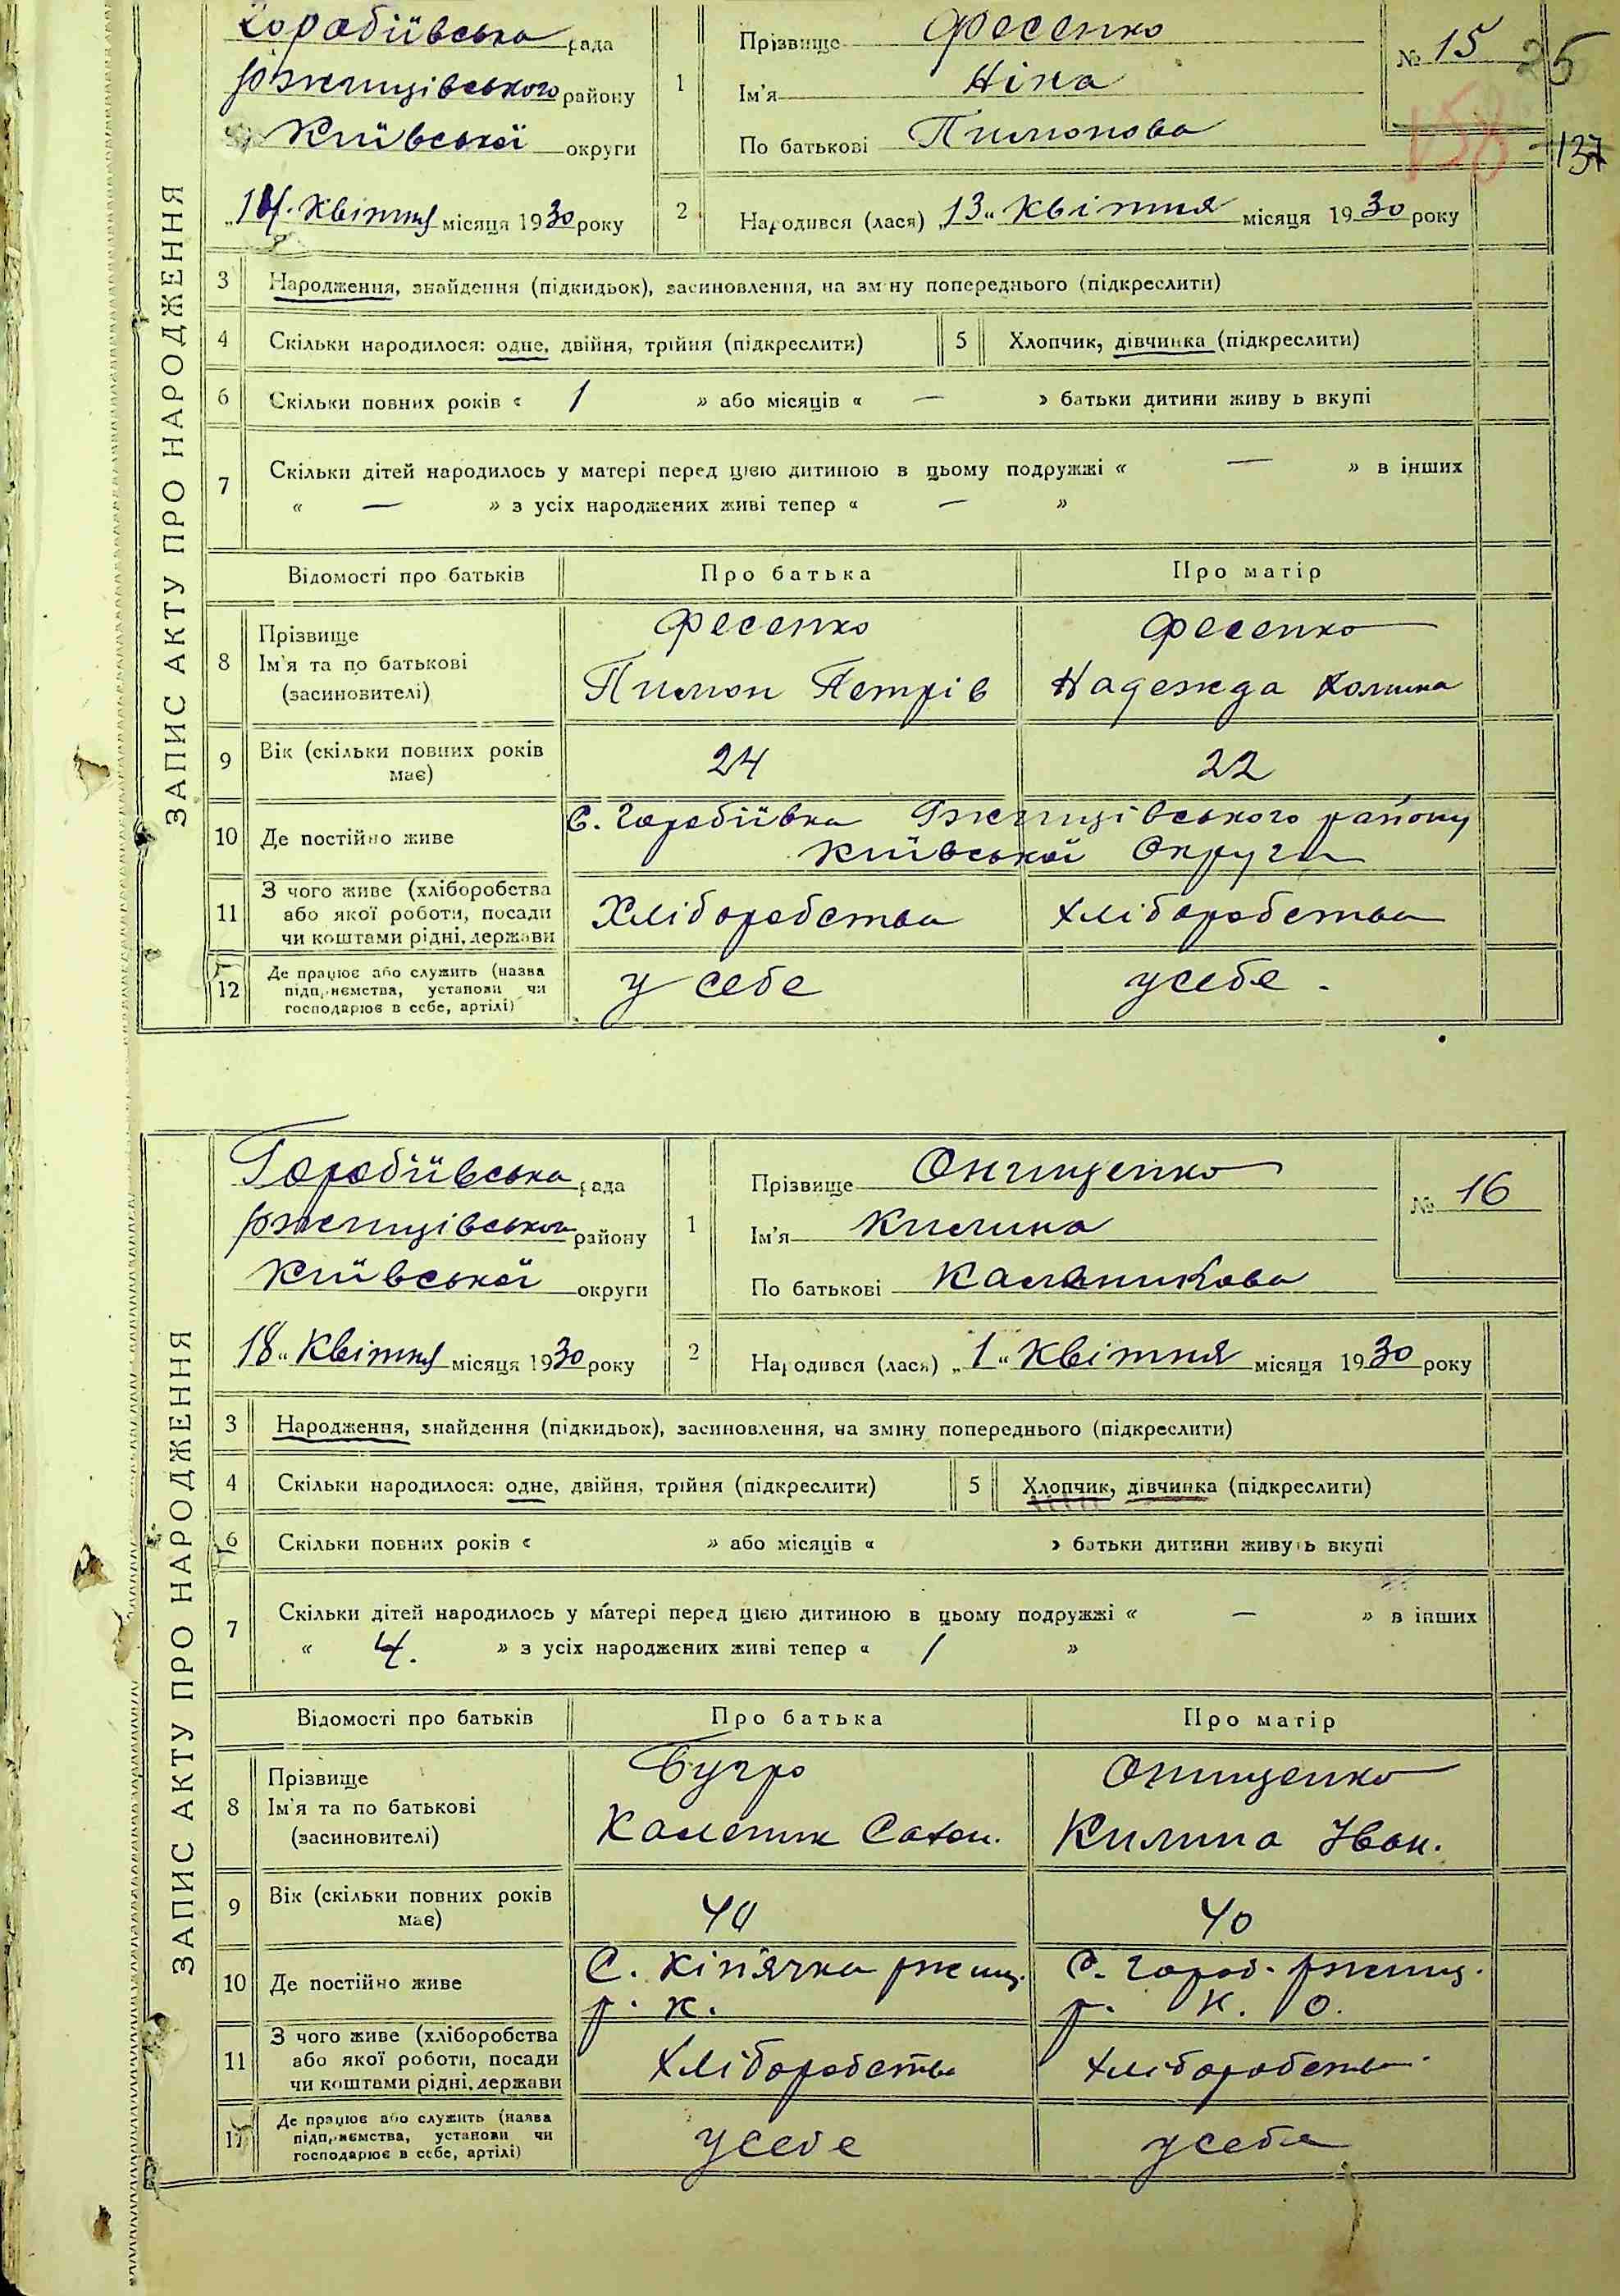 ЗАПИС АКТУ ПРО НАРОДЖЕННЯ
Горобіївська рада
Ржищівського району
Київської округи
„14. Квітня місяця 1930 року
1
Прізвище Фесенко
Ім'я Ніна
По батькові Пимонова
№ 15
25
158
137
2
Народився (лася) „13“ Квітня місяця 1930 року
3 Народження, знайдення (підкидьок), засиновлення, на зміну попереднього (підкреслити)
4 Скільки народилося: одне, двійня, трійня (підкреслити) 5 Хлопчик, дівчинка (підкреслити)
6 Скільки повних років « 1 » або місяців « — » батьки дитини живуть вкупі
7 Скільки дітей народилось у матері перед цією дитиною в цьому подружжі « — » в інших
« — » з усіх народжених живі тепер « — »
Відомості про батьків Про батька Про матір
8 Прізвище Фесенко Фесенко
Ім'я та по батькові Пимон Петрів Надежда
(засиновителі)
9 Вік (скільки повних років має) 24 22
10 Де постійно живе С. Горобіївка Ржищівського району
Київської Округи
11 З чого живе (хліборобства
або якої роботи, посади Хліборобства Хліборобства
чи коштами рідні, держави
12 Де працює або служить (назва
підприємства, установи чи у себе у себе.
господарює в себе, артілі)
ЗАПИС АКТУ ПРО НАРОДЖЕННЯ
Горобіївська рада
Ржищівського району
Київської округи
18“ Квітня місяця 1930 року
1
Прізвище Онищенко
Ім'я Килина
По батькові Каленикова
№ 16
2
Народився (лася) „1“ Квітня місяця 1930 року
3 Народження, знайдення (підкидьок), засиновлення, на зміну попереднього (підкреслити)
4 Скільки народилося: одне, двійня, трійня (підкреслити) 5 Хлопчик, дівчинка (підкреслити)
6 Скільки повних років « » або місяців « » батьки дитини живуть вкупі
7 Скільки дітей народилось у матері перед цією дитиною в цьому подружжі « — » в інших
« 4. » з усіх народжених живі тепер « 1 »
Відомості про батьків Про батька Про матір
8 Прізвище Бугро Онищенко
Ім'я та по батькові Каленик Килина Іван.
(засиновителі)
9 Вік (скільки повних років має) 40 40
10 Де постійно живе С. Кіп'ячка ржищ. С. Город. ржищ.
р. К. р. К. О.
11 З чого живе (хліборобства
або якої роботи, посади Хліборобства Хліборобства
чи коштами рідні, держави
12 Де працює або служить (назва
підприємства, установи чи у себе у себе
господарює в себе, артілі)